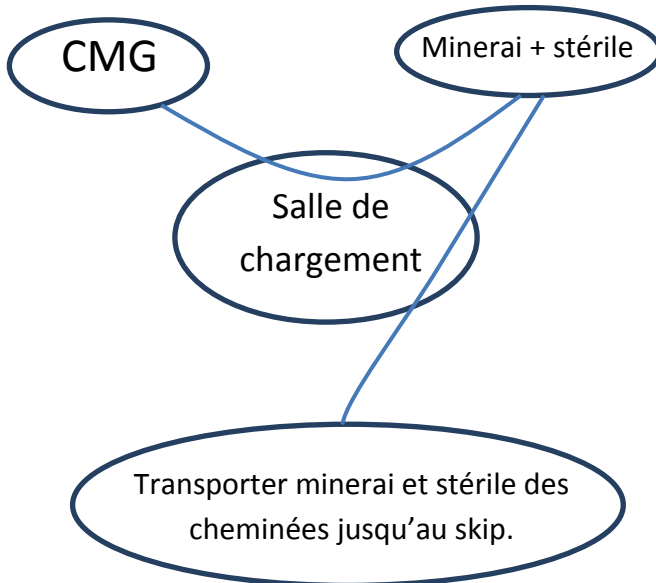 CMG
Minerai + stérile
Salle de
chargement
Transporter minerai et stérile des
cheminées jusqu’au skip.